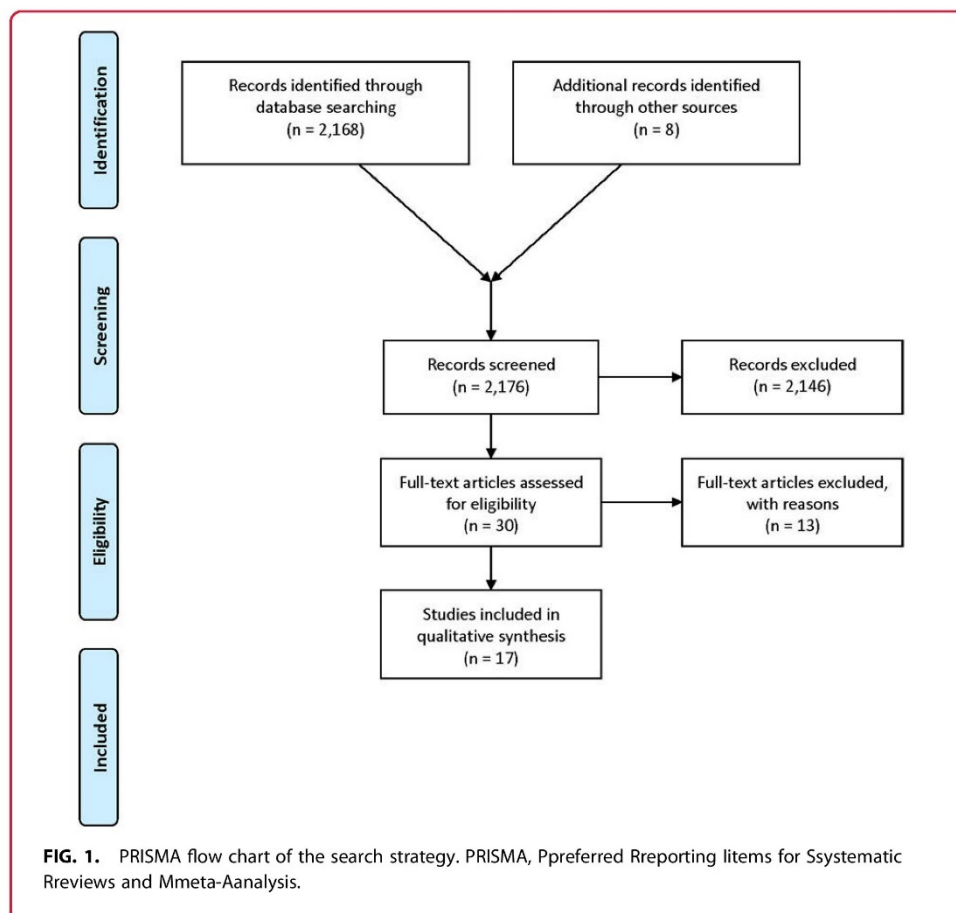 Identification
Records identified through
database searching
(n = 2,168)
Additional records identified
through other sources
(n = 8)
Screening
Records screened
(n = 2,176)
Records excluded
(n = 2,146)
Eligibility
Full-text articles assessed
for eligibility
(n = 30)
Full-text articles excluded,
with reasons
(n = 13)
Studies included in
qualitative synthesis
(n = 17)
Included
FIG. 1. PRISMA flow chart of the search strategy. PRISMA, Ppreferred Rreporting Iitems for Ssystematic
Rreviews and Mmeta-Aanalysis.